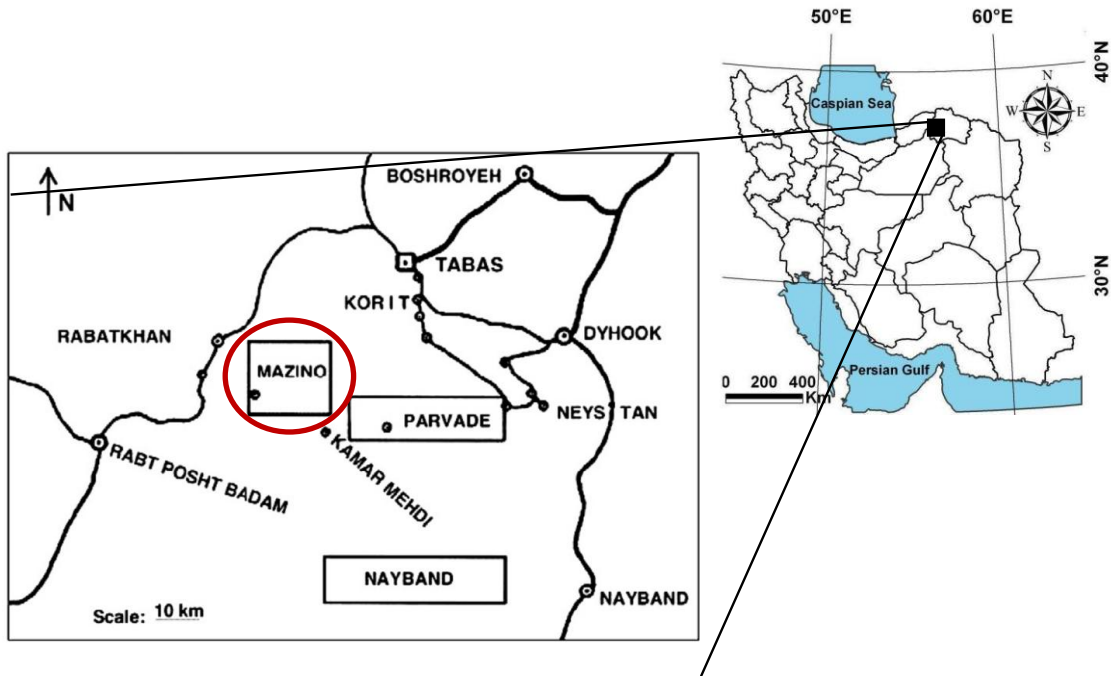 50°E
60°E
40°N
Caspian Sea
N
W
E
S
30°N
Persian Gulf
0 200 400
Km
N
BOSHROYEH
TABAS
KORIT
RABATKHAN
DYHOOK
MAZINO
NEYSTAN
PARVADE
KAMAR MEHDI
RABT POSHT BADAM
NAYBAND
NAYBAND
Scale: 10 km